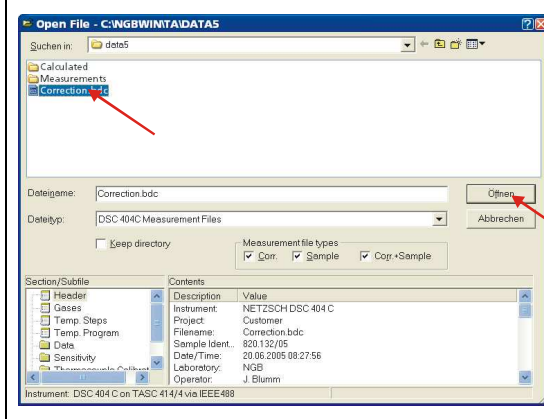 Open File - C:\NGBWIN\TA\DATA5
Suchen in: data5
Calculated
Measurements
Correction.bdc
Dateiname: Correction.bdc Öffnen
Dateityp: DSC 404C Measurement Files Abbrechen
Keep directory
Measurement file types
Corr. Sample Corr.+Sample
Section/Subfile Contents
Header Description Value
Gases Instrument: NETZSCH DSC 404 C
Temp. Steps Project: Customer
Temp. Program Filename: Correction.bdc
Data Sample Ident... 820.132/05
Sensitivity Date/Time: 20.06.2005 08:27:56
Thermocouple Calibrat Laboratory: NGB
Operator: J. Blumm
Instrument: DSC 404 C on TASC 414/4 via IEEE488